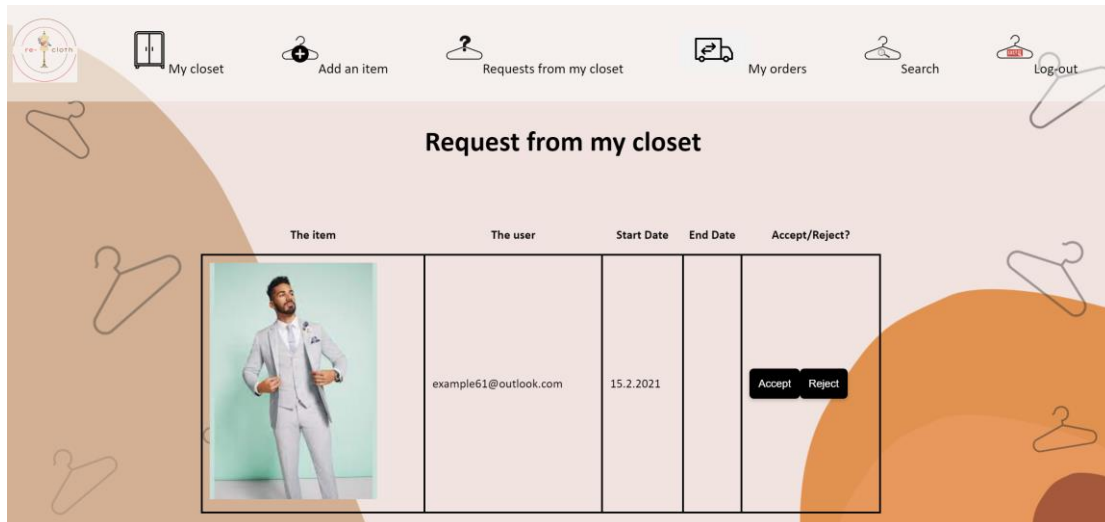 re-cloth
My closet
Add an item
Requests from my closet
My orders
Search
Log-out
Request from my closet
The item The user Start Date End Date Accept/Reject?
example61@outlook.com 15.2.2021 Accept Reject